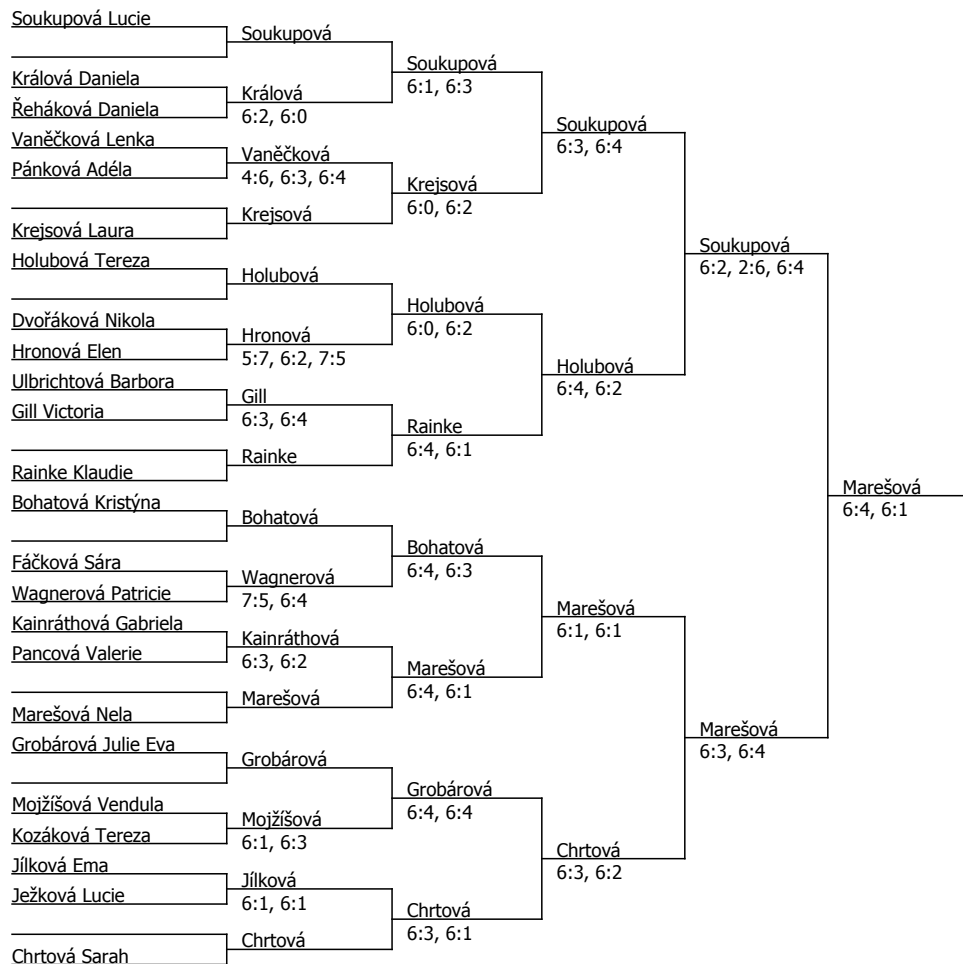 Soukupová Lucie
Soukupová
Soukupová
6:1, 6:3
Králová Daniela
Králová
Řeháková Daniela
6:2, 6:0
Soukupová
6:3, 6:4
Vaněčková Lenka
Vaněčková
Pánková Adéla
4:6, 6:3, 6:4
Krejsová
6:0, 6:2
Krejsová
Krejsová Laura
Soukupová
6:2, 2:6, 6:4
Holubová Tereza
Holubová
Holubová
6:0, 6:2
Dvořáková Nikola
Hronová
Hronová Elen
5:7, 6:2, 7:5
Holubová
6:4, 6:2
Ulbrichtová Barbora
Gill
Gill Victoria
6:3, 6:4
Rainke
6:4, 6:1
Rainke
Rainke Klaudie
Marešová
6:4, 6:1
Bohatová Kristýna
Bohatová
Bohatová
6:4, 6:3
Fáčková Sára
Wagnerová
Wagnerová Patricie
7:5, 6:4
Marešová
6:1, 6:1
Kainráthová Gabriela
Kainráthová
Pancová Valerie
6:3, 6:2
Marešová
6:4, 6:1
Marešová
Marešová Nela
Marešová
6:3, 6:4
Grobárová Julie Eva
Grobárová
Grobárová
6:4, 6:4
Mojžíšová Vendula
Mojžíšová
Kozáková Tereza
6:1, 6:3
Chrtová
6:3, 6:2
Jílková Ema
Jílková
Ježková Lucie
6:1, 6:1
Chrtová
6:3, 6:1
Chrtová
Chrtová Sarah